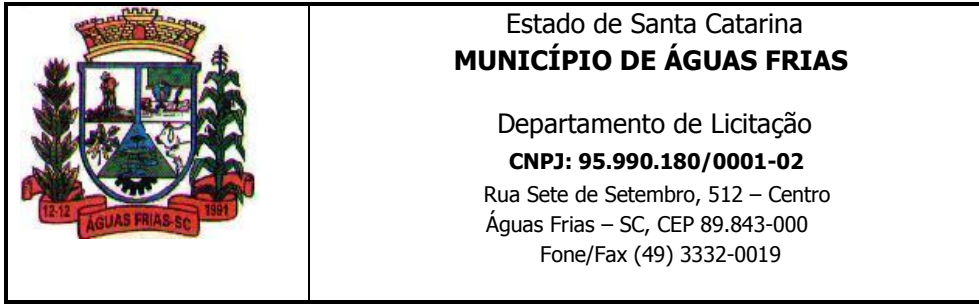 12-12
ÁGUAS FRIAS-SC
1991
Estado de Santa Catarina
MUNICÍPIO DE ÁGUAS FRIAS
Departamento de Licitação
CNPJ: 95.990.180/0001-02
Rua Sete de Setembro, 512 – Centro
Águas Frias – SC, CEP 89.843-000
Fone/Fax (49) 3332-0019